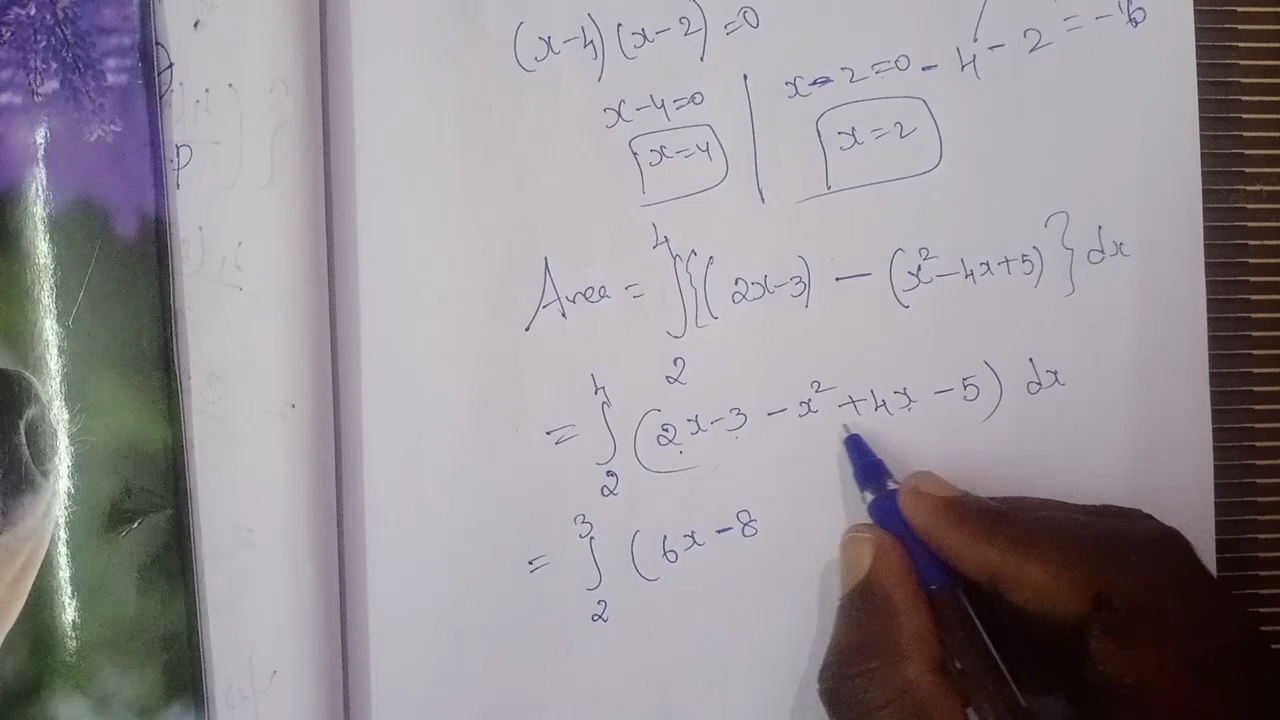 (x-4)(x-2)=0
x-4=0 | x-2=0 -4-2=-6
x=4 | x=2
Area = ∫₂⁴{(2x-3) - (x²-4x+5)}dx
= ∫₂⁴ (2x-3-x²+4x-5) dx
= ∫₂³ (6x-8